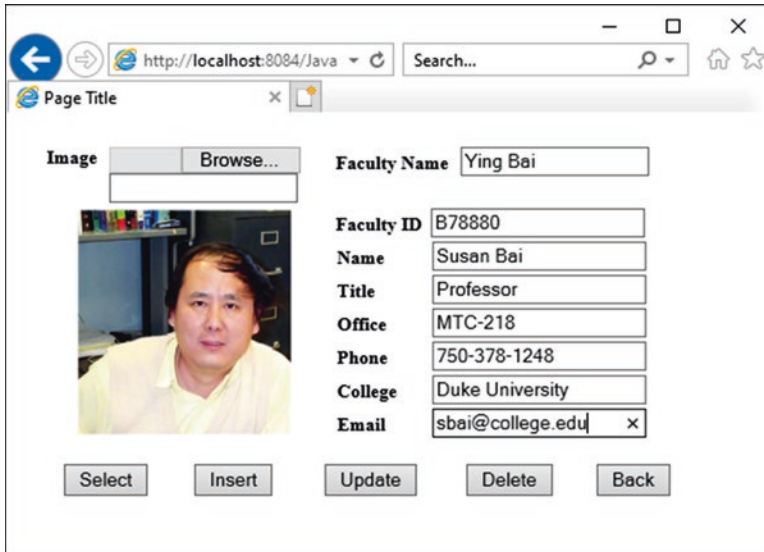 http://localhost:8084/Java
Search...
Page Title
Image Browse...
Faculty Name Ying Bai
Faculty ID B78880
Name Susan Bai
Title Professor
Office MTC-218
Phone 750-378-1248
College Duke University
Email sbai@college.edu
Select Insert Update Delete Back